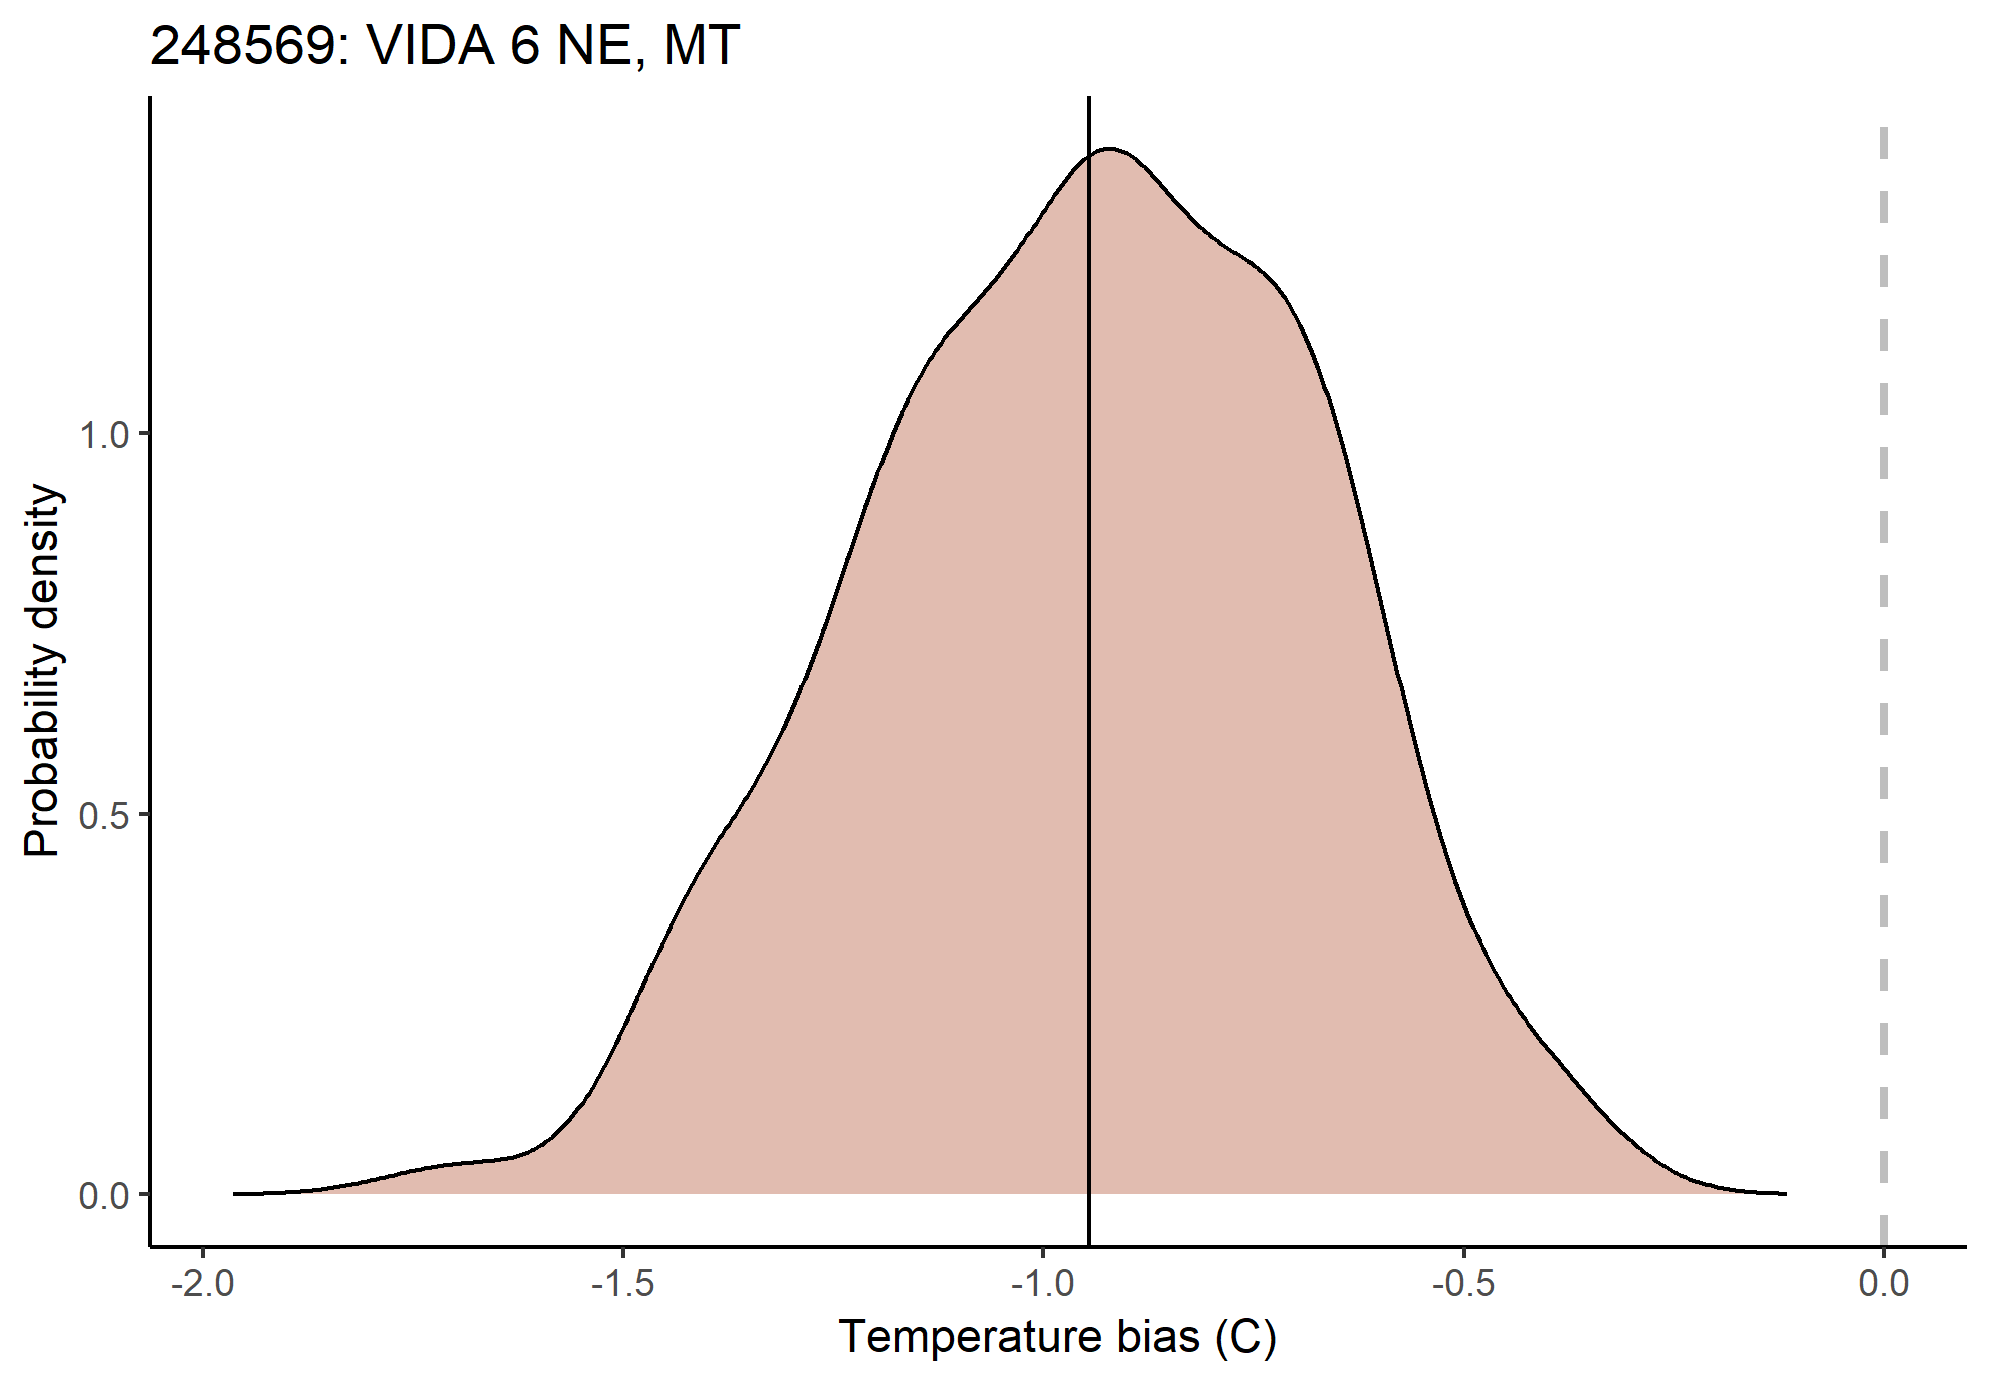 248569: VIDA 6 NE, MT
Probability density
1.0
0.5
0.0
-2.0 -1.5 -1.0 -0.5 0.0
Temperature bias (C)